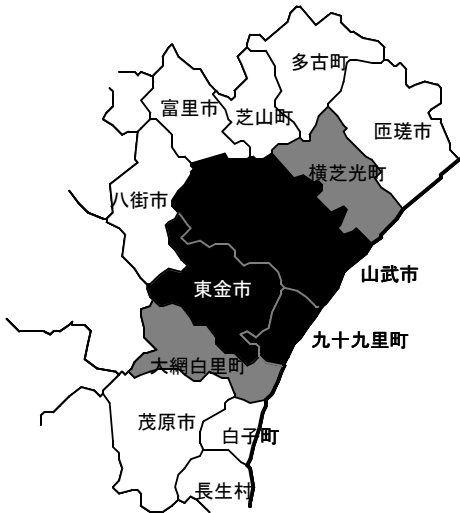 多古町
富里市
芝山町
匝瑳市
横芝光町
八街市
山武市
東金市
九十九里町
大網白里町
茂原市
白子町
長生村